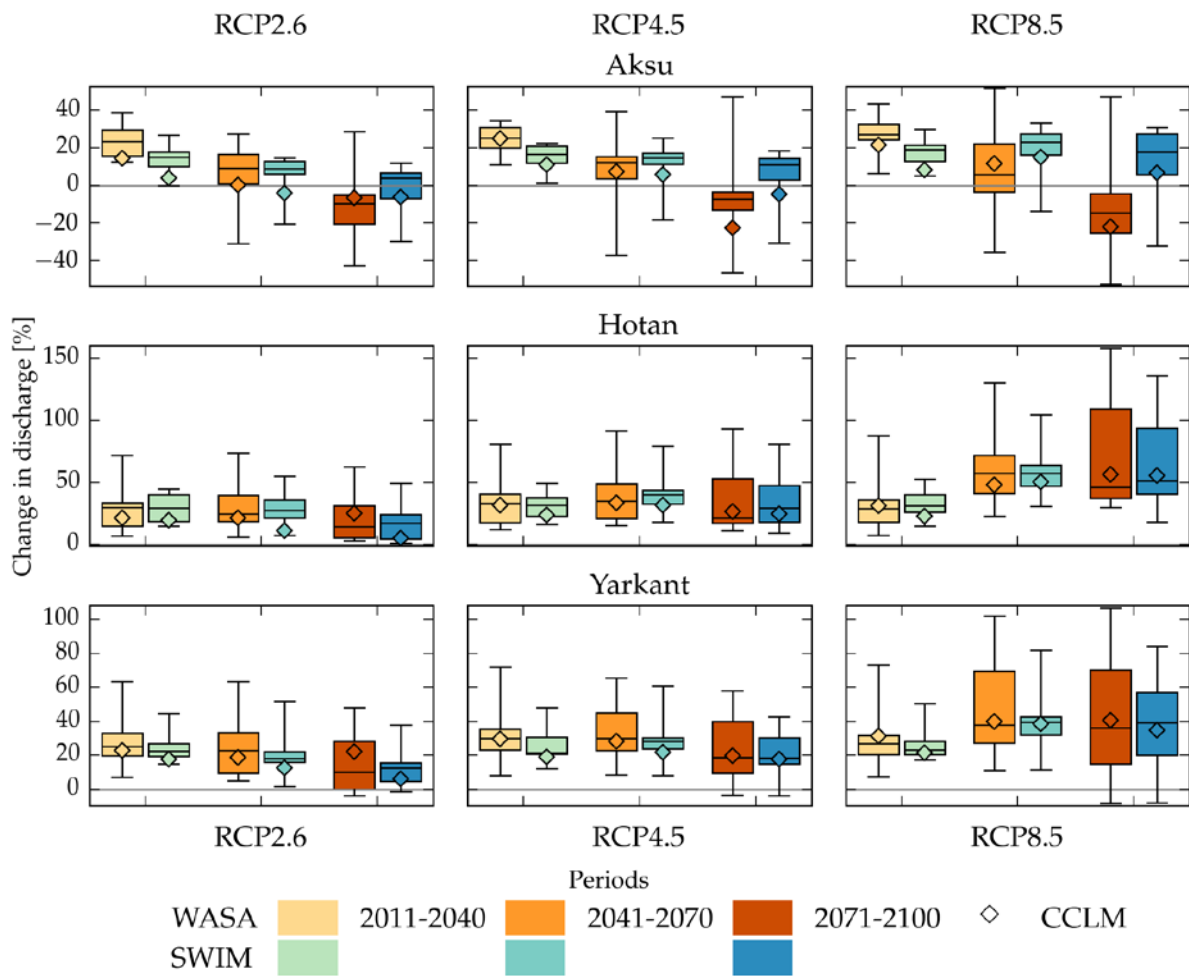 RCP2.6 RCP4.5 RCP8.5
Aksu
40
20
0
−20
−40
Hotan
150
100
50
0
Change in discharge [%]
Yarkant
100
80
60
40
20
0
RCP2.6 RCP4.5 RCP8.5
Periods
WASA 2011-2040 2041-2070 2071-2100 CCLM
SWIM